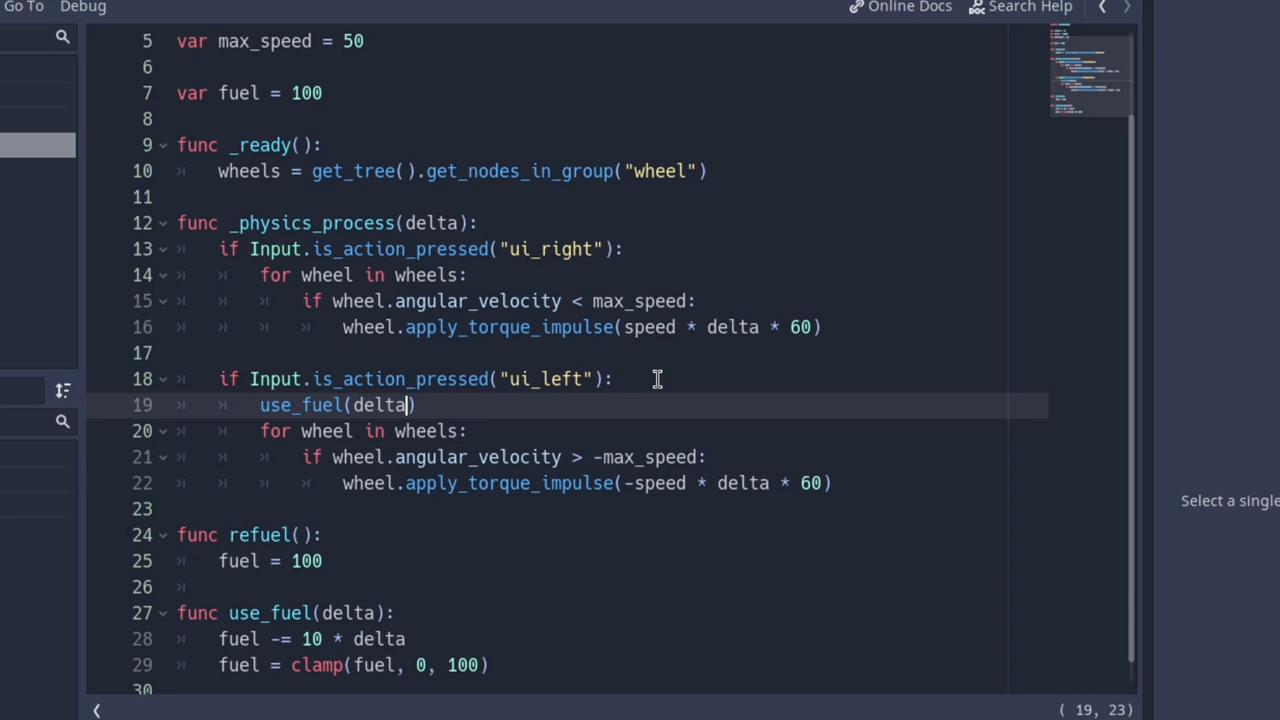 Go To Debug Online Docs Search Help
5 var max_speed = 50
6
7 var fuel = 100
8
9 func _ready():
10 wheels = get_tree().get_nodes_in_group("wheel")
11
12 func _physics_process(delta):
13 if Input.is_action_pressed("ui_right"):
14 for wheel in wheels:
15 if wheel.angular_velocity < max_speed:
16 wheel.apply_torque_impulse(speed * delta * 60)
17
18 if Input.is_action_pressed("ui_left"):
19 use_fuel(delta)
20 for wheel in wheels:
21 if wheel.angular_velocity > -max_speed:
22 wheel.apply_torque_impulse(-speed * delta * 60)
23
24 func refuel():
25 fuel = 100
26
27 func use_fuel(delta):
28 fuel -= 10 * delta
29 fuel = clamp(fuel, 0, 100)
30
( 19, 23)
Select a single